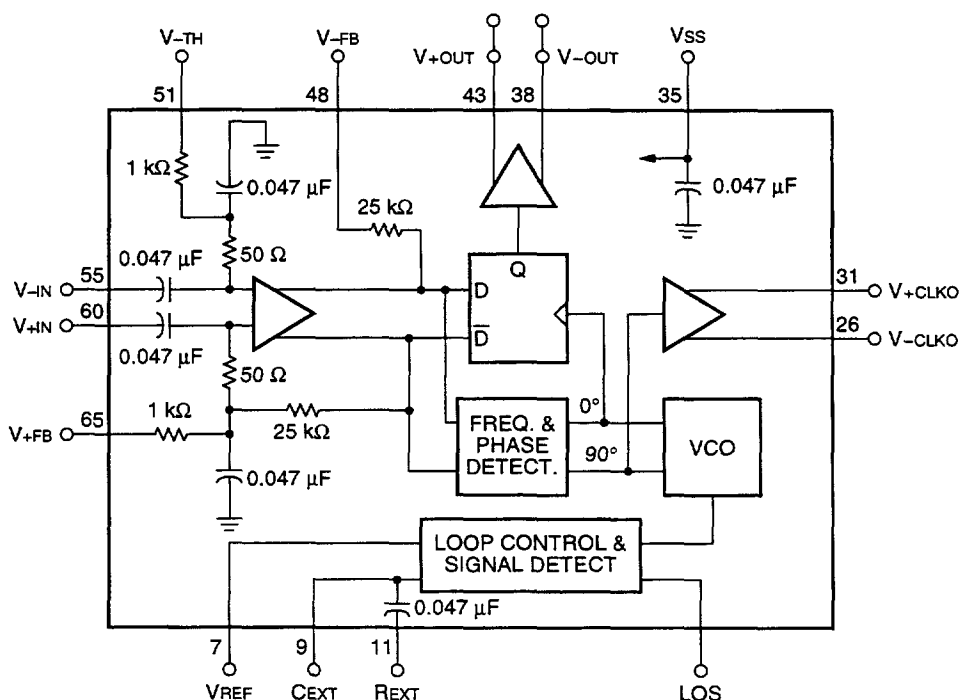 V-TH
V-FB
V+OUT
V-OUT
VSS
51
48
43
38
35
1 kΩ
0.047 µF
0.047 µF
25 kΩ
50 Ω
0.047 µF
Q
55
V-IN
D
31
V+CLKO
60
V+IN
26
V-CLKO
D̅
0.047 µF
50 Ω
1 kΩ
65
V+FB
25 kΩ
FREQ. &
PHASE
DETECT.
0°
90°
VCO
0.047 µF
LOOP CONTROL &
SIGNAL DETECT
0.047 µF
7
9
11
VREF
CEXT
REXT
LOS